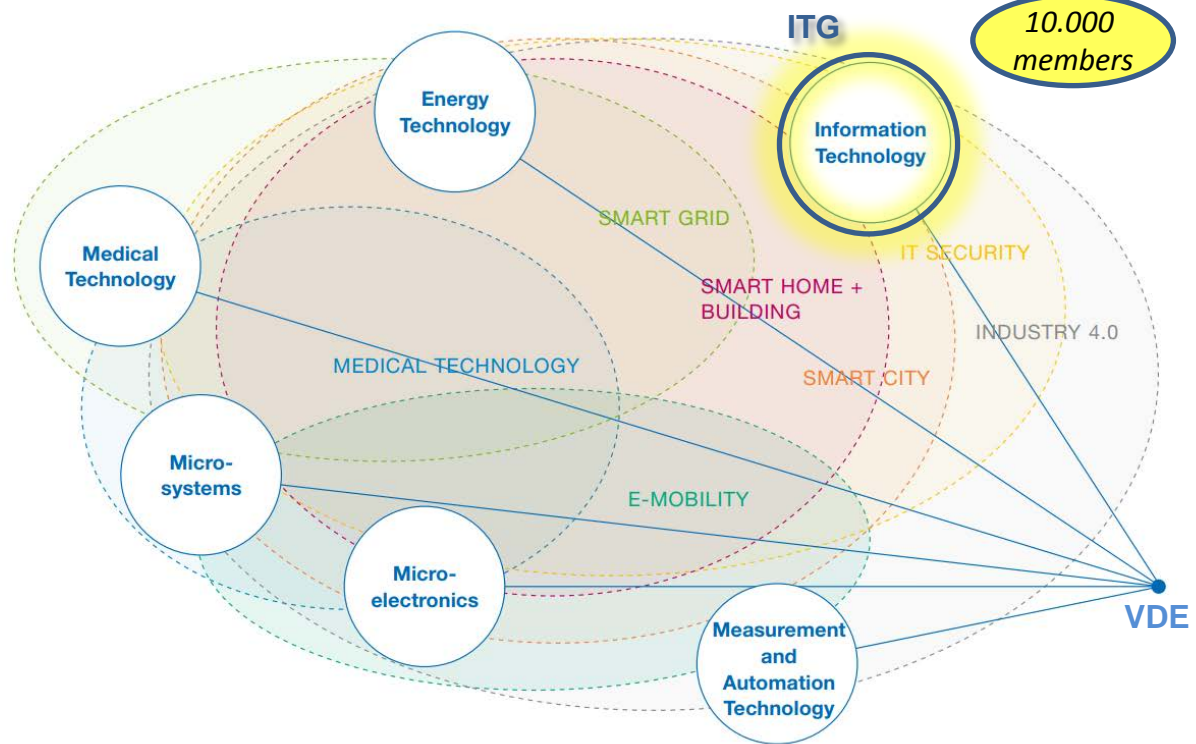 ITG
10.000
members
Energy
Technology
Information
Technology
SMART GRID
Medical
Technology
IT SECURITY
SMART HOME +
BUILDING
INDUSTRY 4.0
MEDICAL TECHNOLOGY
SMART CITY
Micro-
systems
E-MOBILITY
Micro-
electronics
VDE
Measurement
and
Automation
Technology